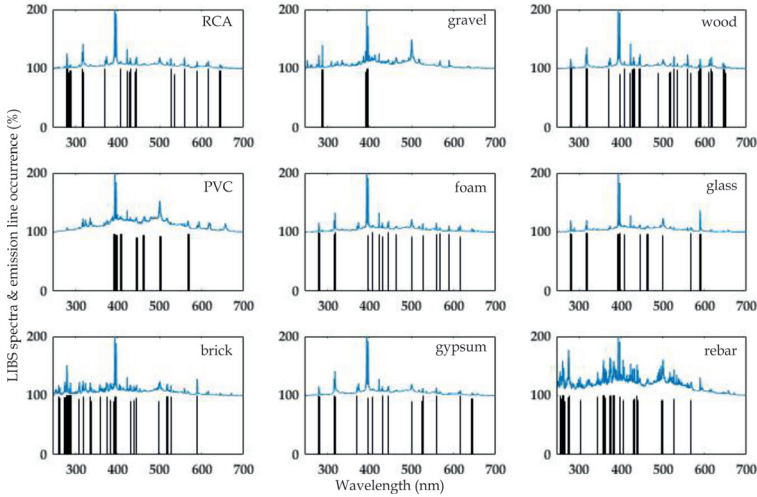 LIBS spectra & emission line occurrence (%)
200 RCA
100
0
300 400 500 600 700
200 gravel
100
0
300 400 500 600 700
200 wood
100
0
300 400 500 600 700
200 PVC
100
0
300 400 500 600 700
200 foam
100
0
300 400 500 600 700
200 glass
100
0
300 400 500 600 700
200 brick
100
0
300 400 500 600 700
200 gypsum
100
0
300 400 500 600 700
200 rebar
100
0
300 400 500 600 700
Wavelength (nm)